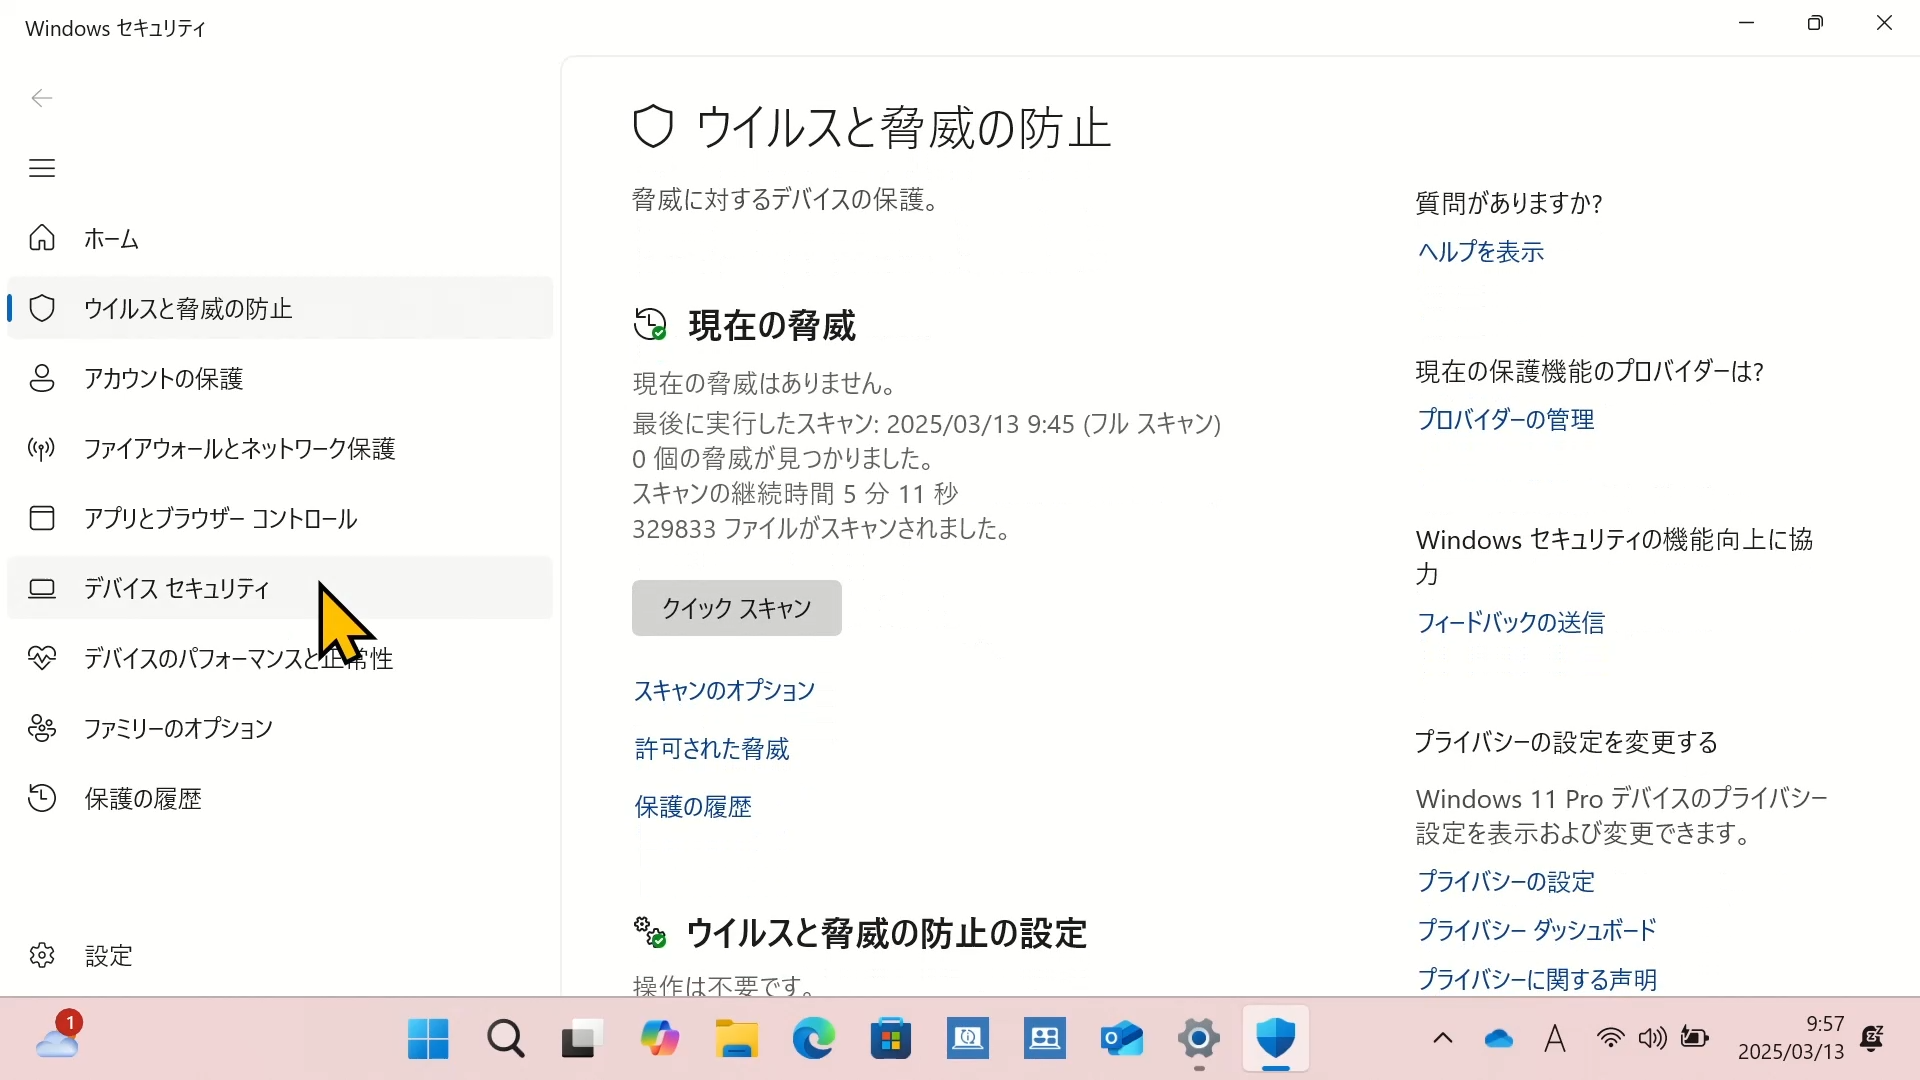 Windows セキュリティ
ホーム
ウイルスと脅威の防止
アカウントの保護
ファイアウォールとネットワーク保護
アプリとブラウザー コントロール
デバイス セキュリティ
デバイスのパフォーマンスと正常性
ファミリーのオプション
保護の履歴
設定
ウイルスと脅威の防止
脅威に対するデバイスの保護。
現在の脅威
現在の脅威はありません。
最後に実行したスキャン: 2025/03/13 9:45 (フル スキャン)
0 個の脅威が見つかりました。
スキャンの継続時間 5 分 11 秒
329833 ファイルがスキャンされました。
クイック スキャン
スキャンのオプション
許可された脅威
保護の履歴
ウイルスと脅威の防止の設定
操作は不要です。
質問がありますか?
ヘルプを表示
現在の保護機能のプロバイダーは?
プロバイダーの管理
Windows セキュリティの機能向上に協
力
フィードバックの送信
プライバシーの設定を変更する
Windows 11 Pro デバイスのプライバシー
設定を表示および変更できます。
プライバシーの設定
プライバシー ダッシュボード
プライバシーに関する声明
1
A
9:57
2025/03/13